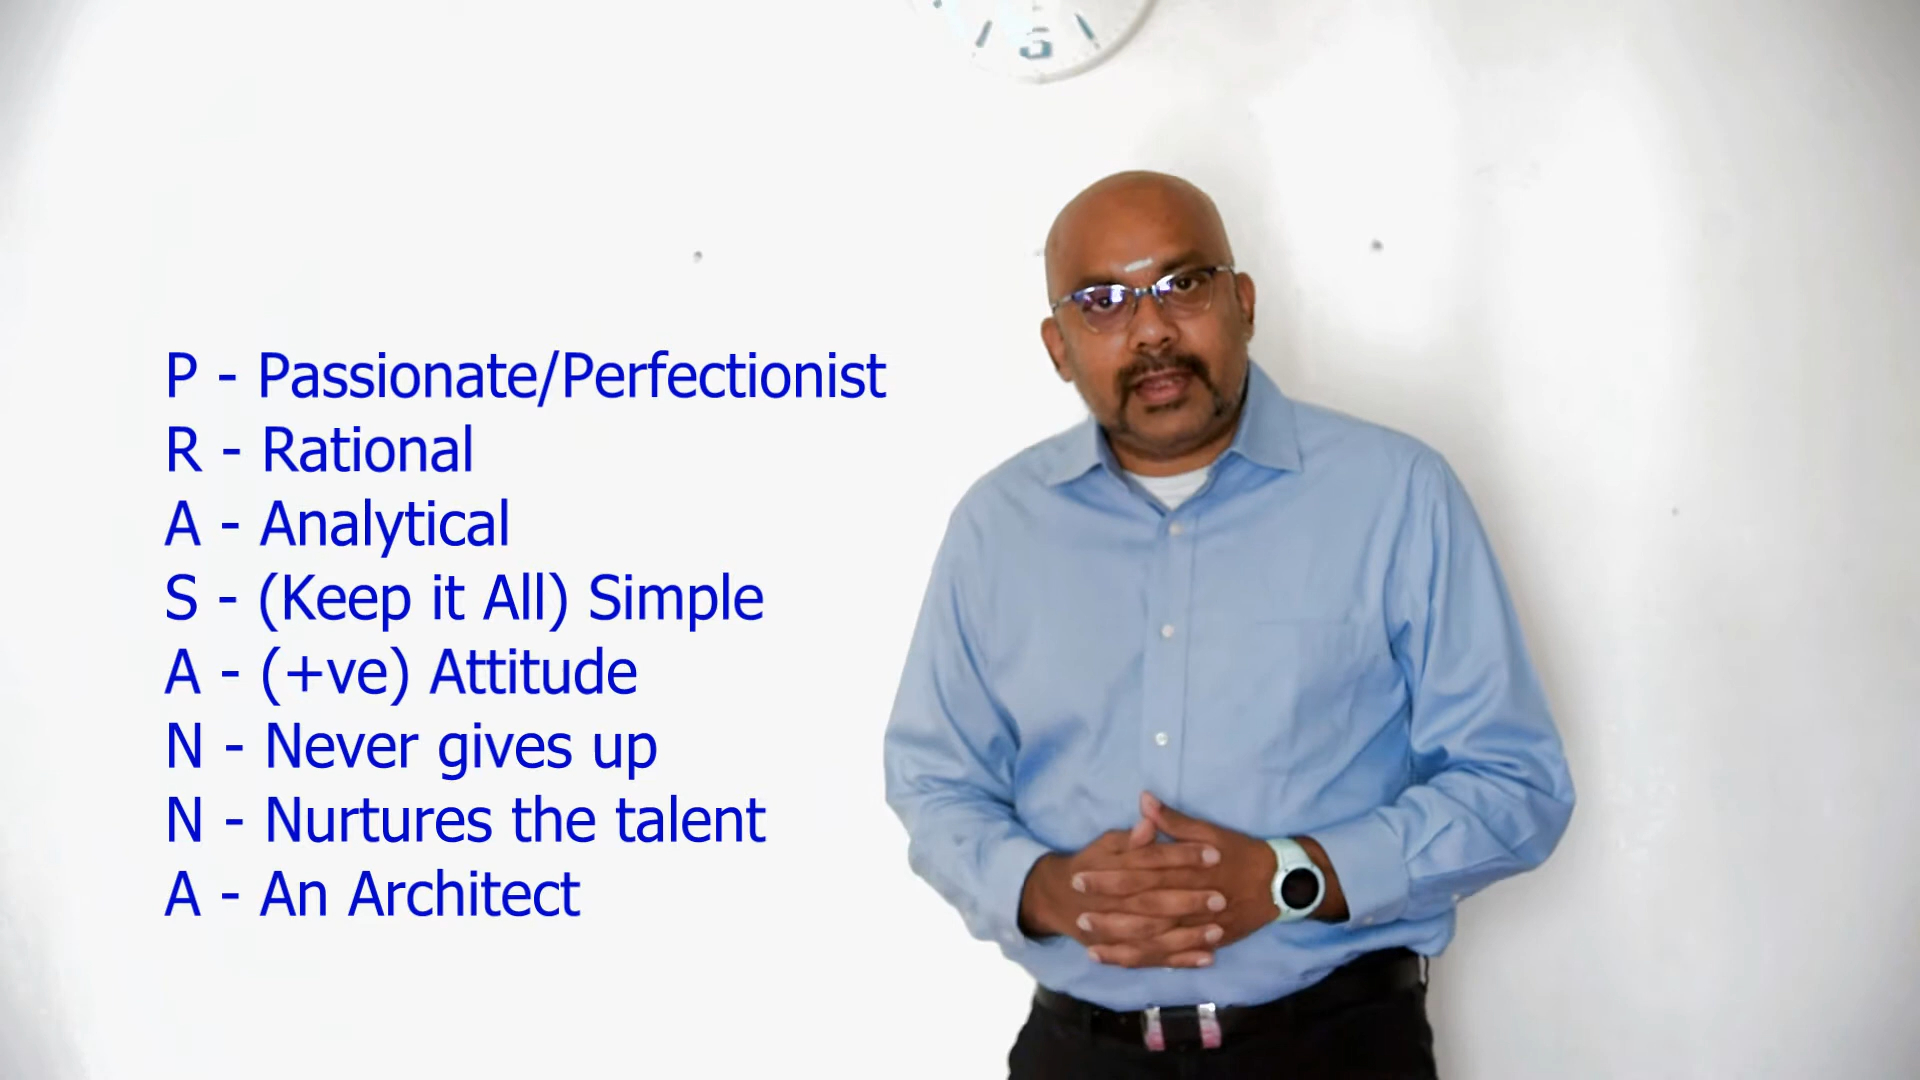 P - Passionate/Perfectionist
R - Rational
A - Analytical
S - (Keep it All) Simple
A - (+ve) Attitude
N - Never gives up
N - Nurtures the talent
A - An Architect